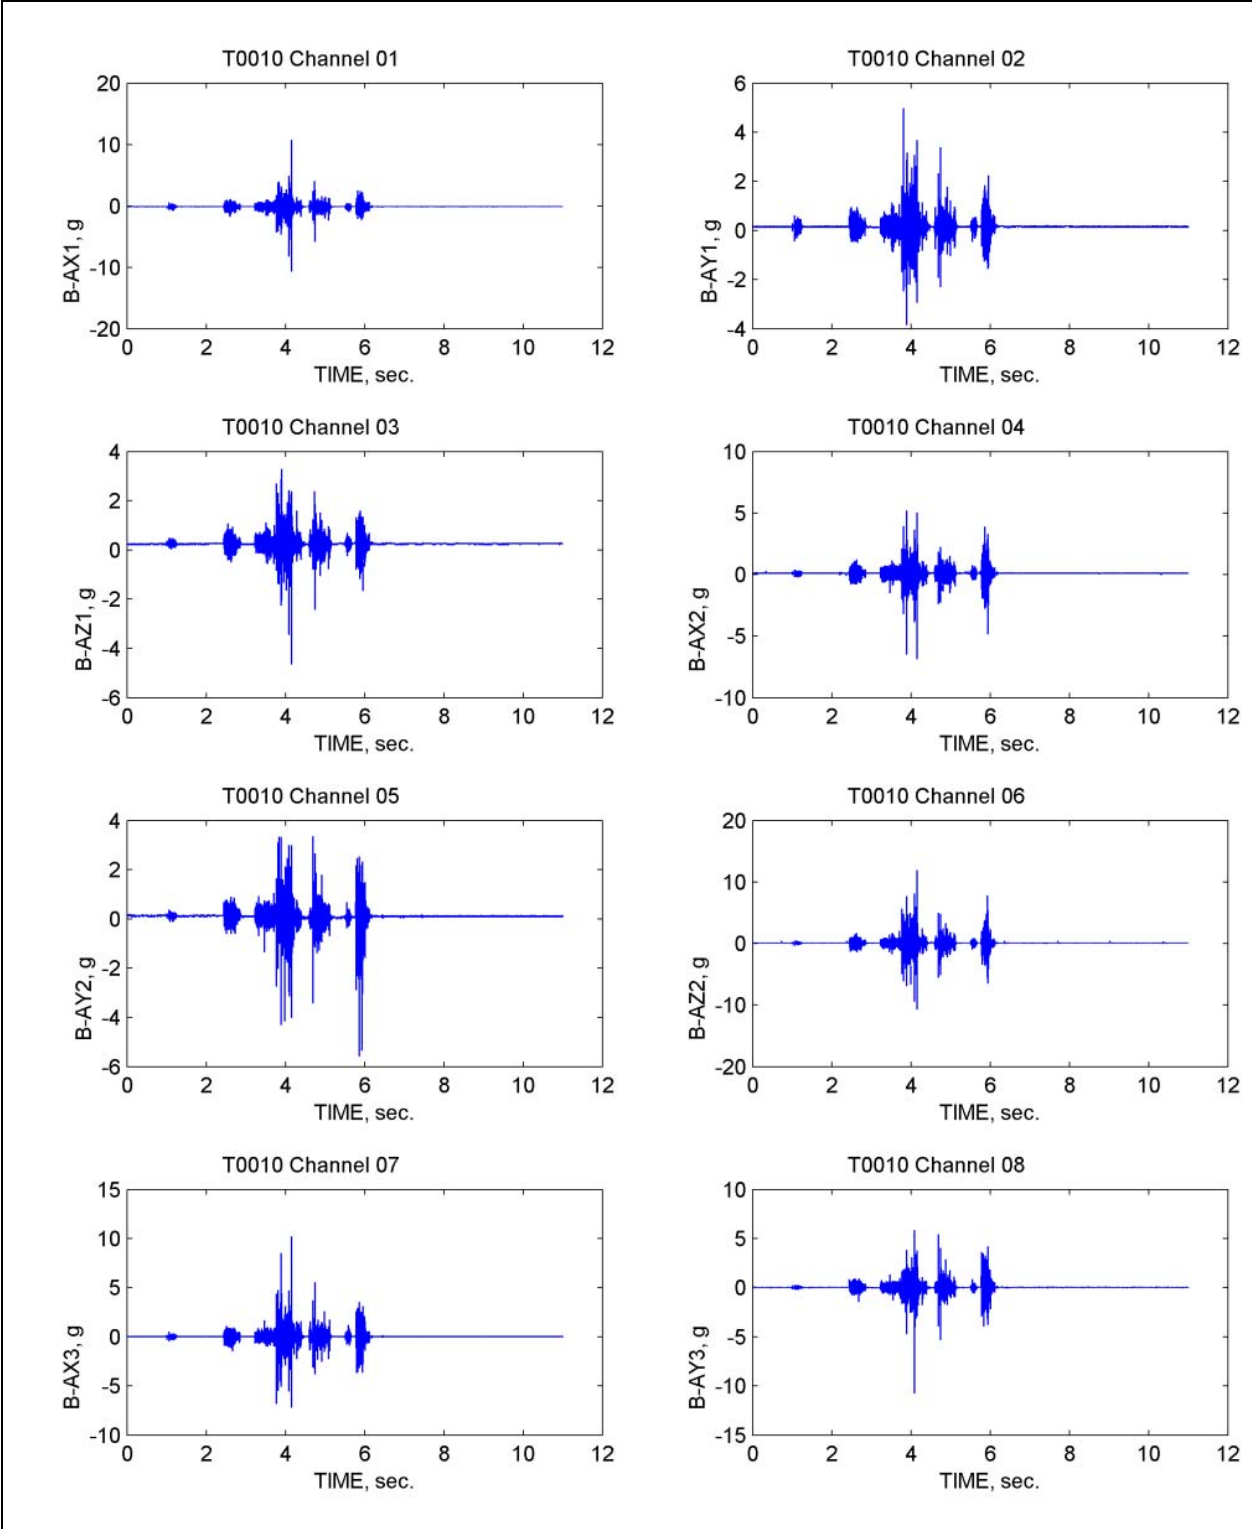 T0010 Channel 01
20
10
0
-10
-20
B-AX1, g
0 2 4 6 8 10 12
TIME, sec.
T0010 Channel 02
6
4
2
0
-2
-4
B-AY1, g
0 2 4 6 8 10 12
TIME, sec.
T0010 Channel 03
4
2
0
-2
-4
-6
B-AZ1, g
0 2 4 6 8 10 12
TIME, sec.
T0010 Channel 04
10
5
0
-5
-10
B-AX2, g
0 2 4 6 8 10 12
TIME, sec.
T0010 Channel 05
4
2
0
-2
-4
-6
B-AY2, g
0 2 4 6 8 10 12
TIME, sec.
T0010 Channel 06
20
10
0
-10
-20
B-AZ2, g
0 2 4 6 8 10 12
TIME, sec.
T0010 Channel 07
15
10
5
0
-5
-10
B-AX3, g
0 2 4 6 8 10 12
TIME, sec.
T0010 Channel 08
10
5
0
-5
-10
-15
B-AY3, g
0 2 4 6 8 10 12
TIME, sec.